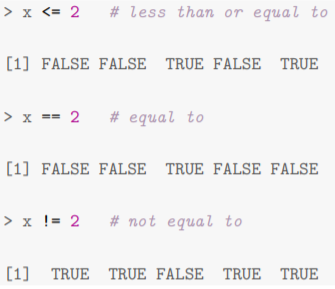 > x <= 2 # less than or equal to
[1] FALSE FALSE TRUE FALSE TRUE
> x == 2 # equal to
[1] FALSE FALSE TRUE FALSE FALSE
> x != 2 # not equal to
[1] TRUE TRUE FALSE TRUE TRUE